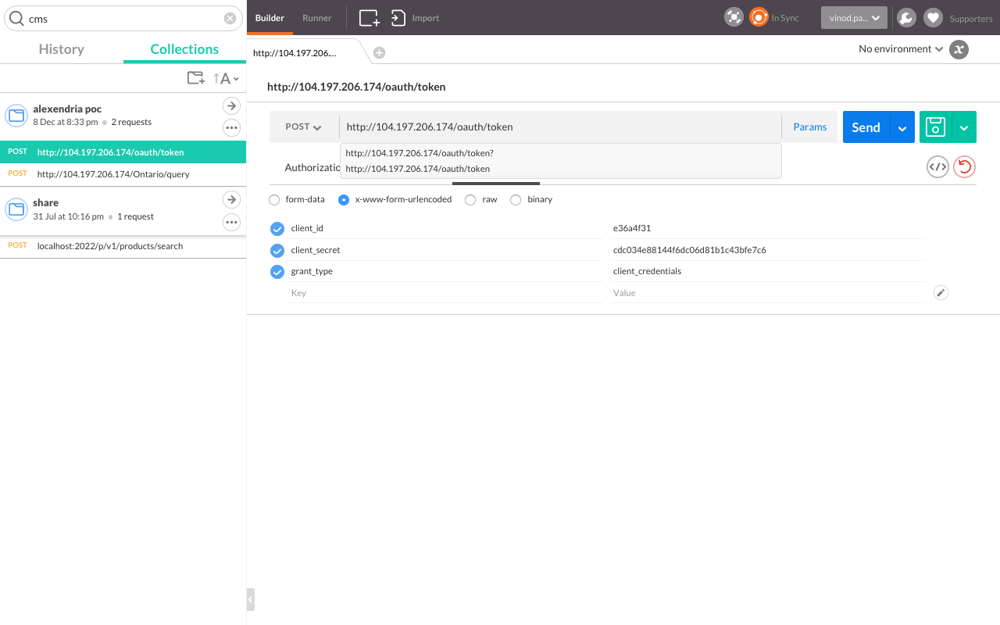 cms
Builder
Runner
Import
In Sync
vinod.pa...
Supporters
History
Collections
http://104.197.206....
No environment
A
http://104.197.206.174/oauth/token
alexendria poc
8 Dec at 8:33 pm 2 requests
POST http://104.197.206.174/oauth/token
POST http://104.197.206.174/Ontario/query
share
31 Jul at 10:16 pm 1 request
POST localhost:2022/p/v1/products/search
POST http://104.197.206.174/oauth/token Params Send
http://104.197.206.174/oauth/token?
http://104.197.206.174/oauth/token
Authorizatio
form-data x-www-form-urlencoded raw binary
client_id e36a4f31
client_secret cdc034e88144f6dc06d81b1c43bfe7c6
grant_type client_credentials
Key Value